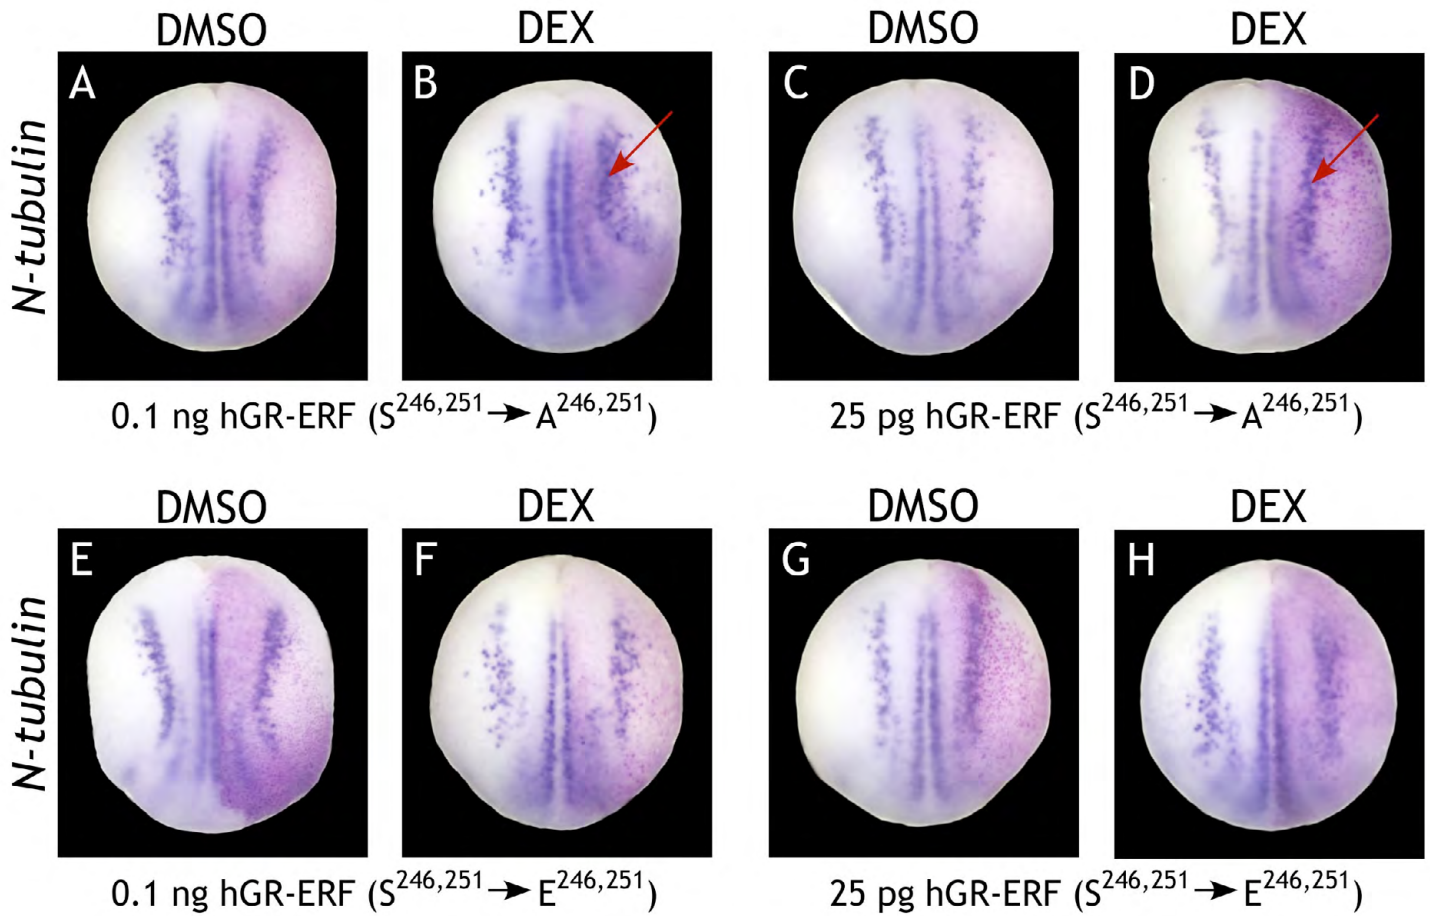 DMSO DEX DMSO DEX
A B C D
N-tubulin
0.1 ng hGR-ERF (S246,251 → A246,251) 25 pg hGR-ERF (S246,251 → A246,251)
DMSO DEX DMSO DEX
E F G H
N-tubulin
0.1 ng hGR-ERF (S246,251 → E246,251) 25 pg hGR-ERF (S246,251 → E246,251)